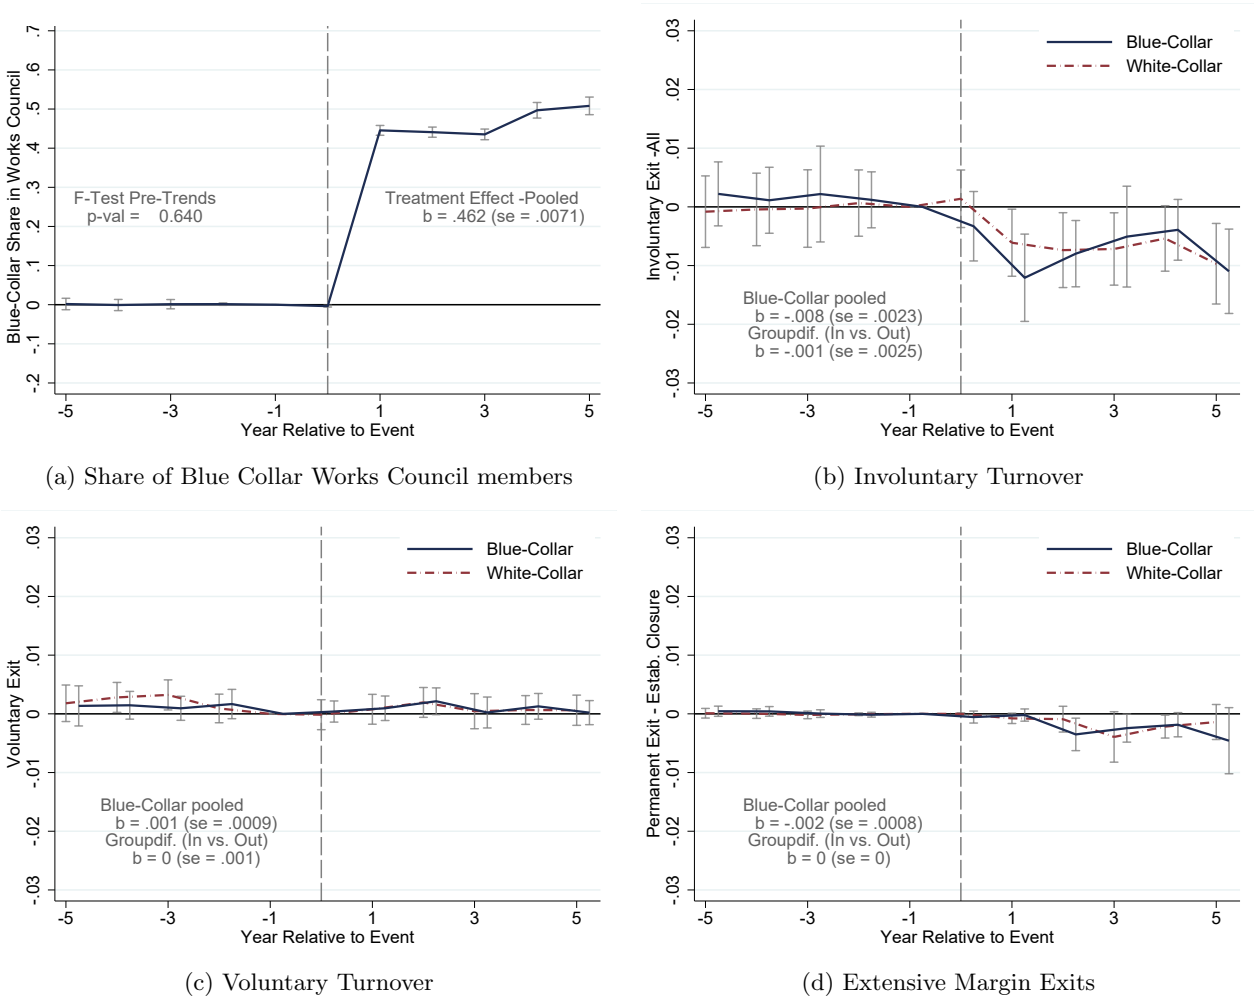 .7
.6
.5
.4
.3
.2
.1
0
-.1
-.2
Blue-Collar Share in Works Council
F-Test Pre-Trends
p-val = 0.640
Treatment Effect -Pooled
b = .462 (se = .0071)
-5 -3 -1 1 3 5
Year Relative to Event
(a) Share of Blue Collar Works Council members
.03
.02
.01
0
-.01
-.02
-.03
Involuntary Exit -All
Blue-Collar
White-Collar
Blue-Collar pooled
b = -.008 (se = .0023)
Groupdif. (In vs. Out)
b = -.001 (se = .0025)
-5 -3 -1 1 3 5
Year Relative to Event
(b) Involuntary Turnover
.03
.02
.01
0
-.01
-.02
-.03
Voluntary Exit
Blue-Collar
White-Collar
Blue-Collar pooled
b = .001 (se = .0009)
Groupdif. (In vs. Out)
b = 0 (se = .001)
-5 -3 -1 1 3 5
Year Relative to Event
(c) Voluntary Turnover
.03
.02
.01
0
-.01
-.02
-.03
Permanent Exit - Estab. Closure
Blue-Collar
White-Collar
Blue-Collar pooled
b = -.002 (se = .0008)
Groupdif. (In vs. Out)
b = 0 (se = 0)
-5 -3 -1 1 3 5
Year Relative to Event
(d) Extensive Margin Exits